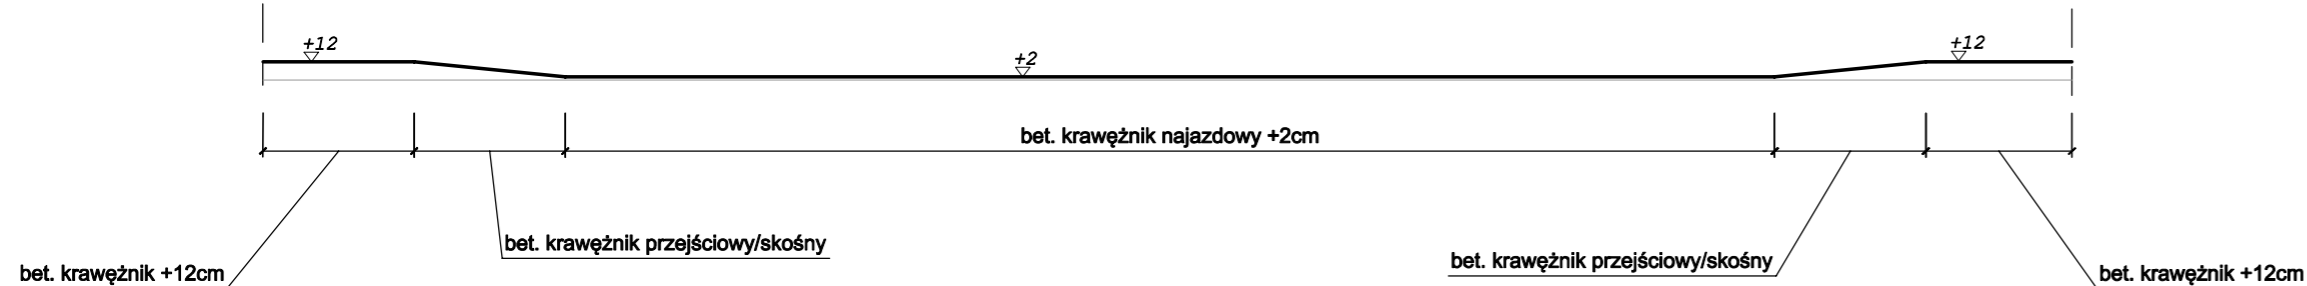 +12
+2
+12
bet. krawężnik najazdowy +2cm
bet. krawężnik przejściowy/skośny
bet. krawężnik przejściowy/skośny
bet. krawężnik +12cm
bet. krawężnik +12cm